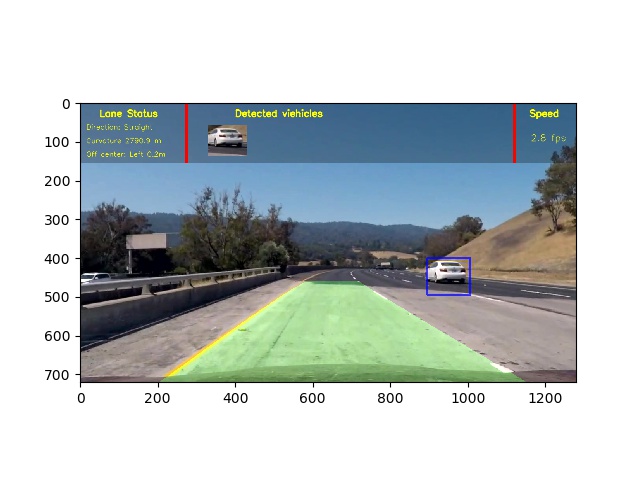 0
100
200
300
400
500
600
700
0 200 400 600 800 1000 1200
Lane Status
Direction: Straight
Curvature 2790.9 m
Off center: Left 0.2m
Detected viehicles
Speed
2.8 fps